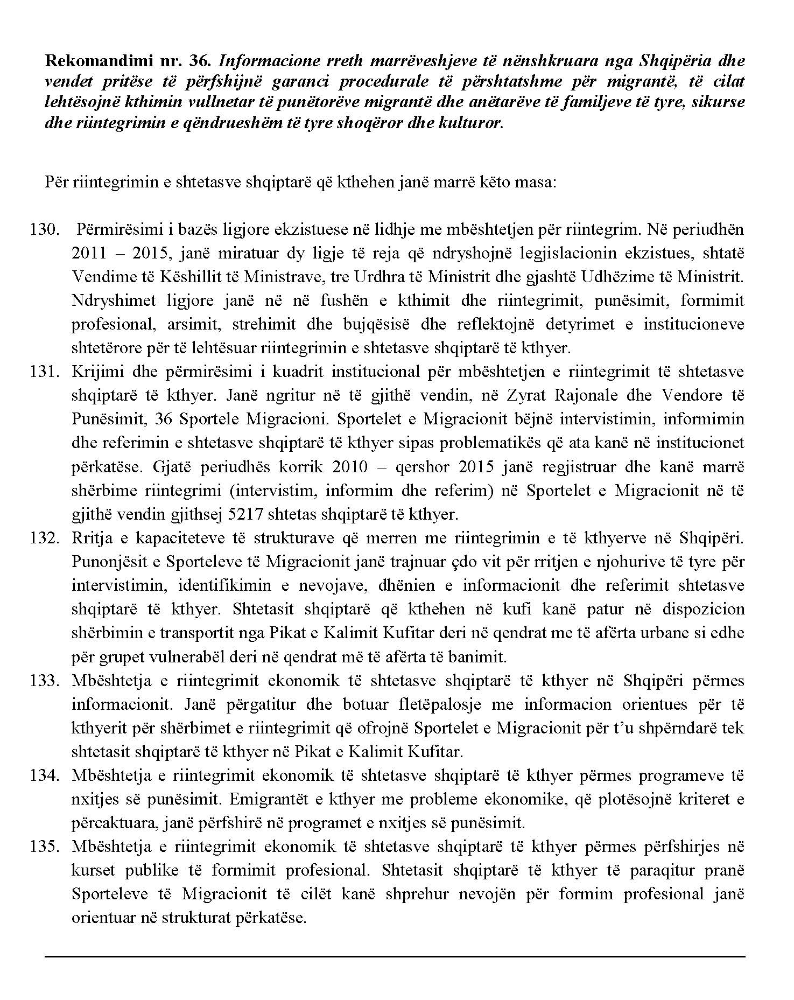 Rekomandimi nr. 36. Informacione rreth marrëveshjeve të nënshkruara nga Shqipëria dhe
vendet pritëse të përfshijnë garanci procedurale të përshtatshme për migrantë, të cilat
lehtësojnë kthimin vullnetar të punëtorëve migrantë dhe anëtarëve të familjeve të tyre, sikurse
dhe riintegrimin e qëndrueshëm të tyre shoqëror dhe kulturor.
Për riintegrimin e shtetasve shqiptarë që kthehen janë marrë këto masa:
130. Përmirësimi i bazës ligjore ekzistuese në lidhje me mbështetjen për riintegrim. Në periudhën
2011 – 2015, janë miratuar dy ligje të reja që ndryshojnë legjislacionin ekzistues, shtatë
Vendime të Këshillit të Ministrave, tre Urdhra të Ministrit dhe gjashtë Udhëzime të Ministrit.
Ndryshimet ligjore janë në në fushën e kthimit dhe riintegrimit, punësimit, formimit
profesional, arsimit, strehimit dhe bujqësisë dhe reflektojnë detyrimet e institucioneve
shtetërore për të lehtësuar riintegrimin e shtetasve shqiptarë të kthyer.
131. Krijimi dhe përmirësimi i kuadrit institucional për mbështetjen e riintegrimit të shtetasve
shqiptarë të kthyer. Janë ngritur në të gjithë vendin, në Zyrat Rajonale dhe Vendore të
Punësimit, 36 Sportele Migracioni. Sportelet e Migracionit bëjnë intervistimin, informimin
dhe referimin e shtetasve shqiptarë të kthyer sipas problematikës që ata kanë në institucionet
përkatëse. Gjatë periudhës korrik 2010 – qershor 2015 janë regjistruar dhe kanë marrë
shërbime riintegrimi (intervistim, informim dhe referim) në Sportelet e Migracionit në të
gjithë vendin gjithsej 5217 shtetas shqiptarë të kthyer.
132. Rritja e kapaciteteve të strukturave që merren me riintegrimin e të kthyerve në Shqipëri.
Punonjësit e Sporteleve të Migracionit janë trajnuar çdo vit për rritjen e njohurive të tyre për
intervistimin, identifikimin e nevojave, dhënien e informacionit dhe referimit shtetasve
shqiptarë të kthyer. Shtetasit shqiptarë që kthehen në kufi kanë patur në dispozicion
shërbimin e transportit nga Pikat e Kalimit Kufitar deri në qendrat me të afërta urbane si edhe
për grupet vulnerabël deri në qendrat më të afërta të banimit.
133. Mbështetja e riintegrimit ekonomik të shtetasve shqiptarë të kthyer në Shqipëri përmes
informacionit. Janë përgatitur dhe botuar fletëpalosje me informacion orientues për të
kthyerit për shërbimet e riintegrimit që ofrojnë Sportelet e Migracionit për t’u shpërndarë tek
shtetasit shqiptarë të kthyer në Pikat e Kalimit Kufitar.
134. Mbështetja e riintegrimit ekonomik të shtetasve shqiptarë të kthyer përmes programeve të
nxitjes së punësimit. Emigrantët e kthyer me probleme ekonomike, që plotësojnë kriteret e
përcaktuara, janë përfshirë në programet e nxitjes së punësimit.
135. Mbështetja e riintegrimit ekonomik të shtetasve shqiptarë të kthyer përmes përfshirjes në
kurset publike të formimit profesional. Shtetasit shqiptarë të kthyer të paraqitur pranë
Sporteleve të Migracionit të cilët kanë shprehur nevojën për formim profesional janë
orientuar në strukturat përkatëse.